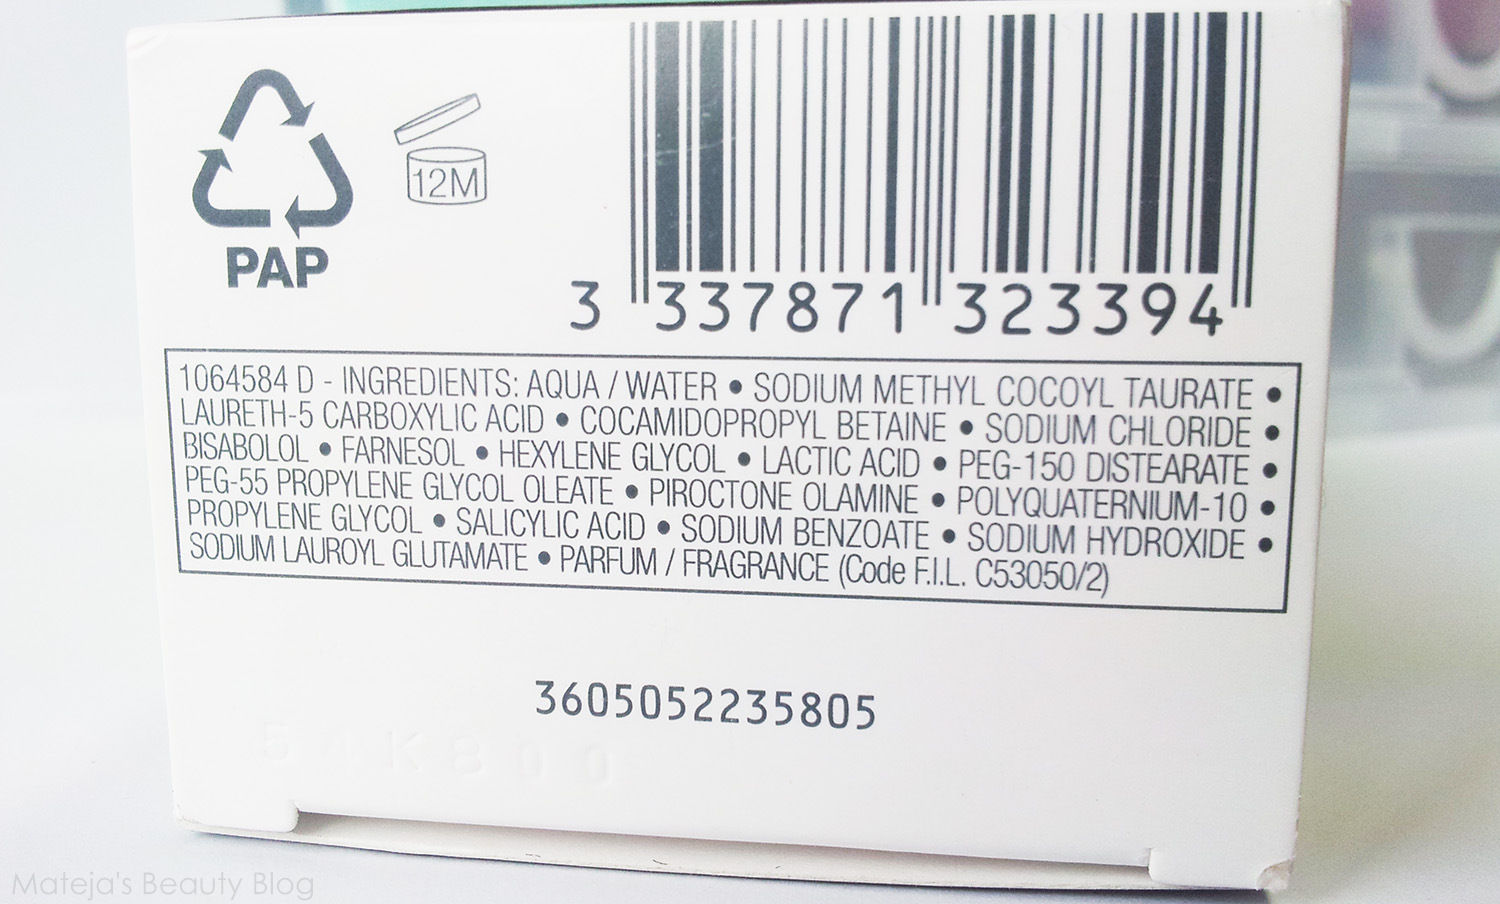 12M
PAP
3 337871 323394
1064584 D - INGREDIENTS: AQUA / WATER • SODIUM METHYL COCOYL TAURATE •
LAURETH-5 CARBOXYLIC ACID • COCAMIDOPROPYL BETAINE • SODIUM CHLORIDE •
BISABOLOL • FARNESOL • HEXYLENE GLYCOL • LACTIC ACID • PEG-150 DISTEARATE •
PEG-55 PROPYLENE GLYCOL OLEATE • PIROCTONE OLAMINE • POLYQUATERNIUM-10 •
PROPYLENE GLYCOL • SALICYLIC ACID • SODIUM BENZOATE • SODIUM HYDROXIDE •
SODIUM LAUROYL GLUTAMATE • PARFUM / FRAGRANCE (Code F.I.L. C53050/2)
3605052235805
Mateja's Beauty Blog